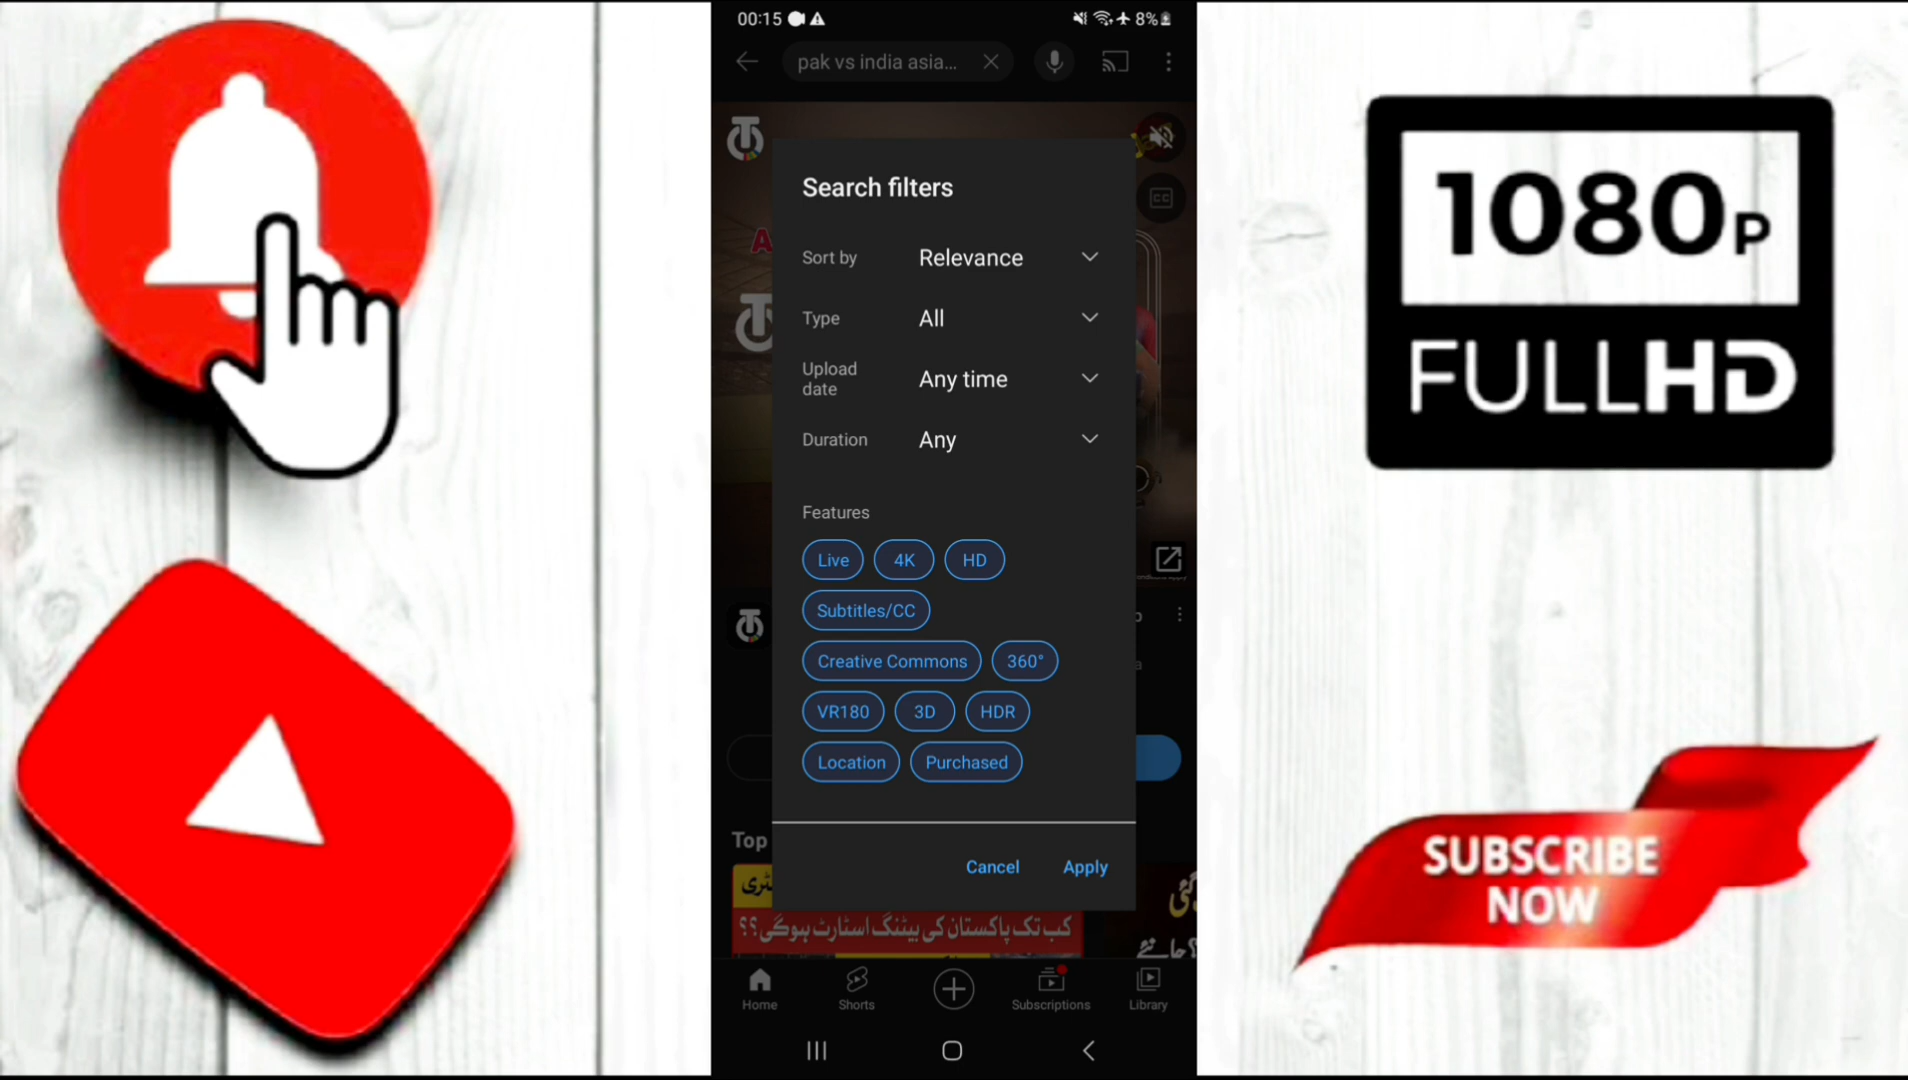 00:15
8%
pak vs india asia...
Search filters
Sort by Relevance
Type All
Upload date Any time
Duration Any
Features
Live 4K HD
Subtitles/CC
Creative Commons 360°
VR180 3D HDR
Location Purchased
Cancel Apply
Top
کب تک پاکستان کی بیٹنگ اسٹارٹ ہوگی؟؟
Home Shorts Subscriptions Library
1080P
FULLHD
SUBSCRIBE
NOW